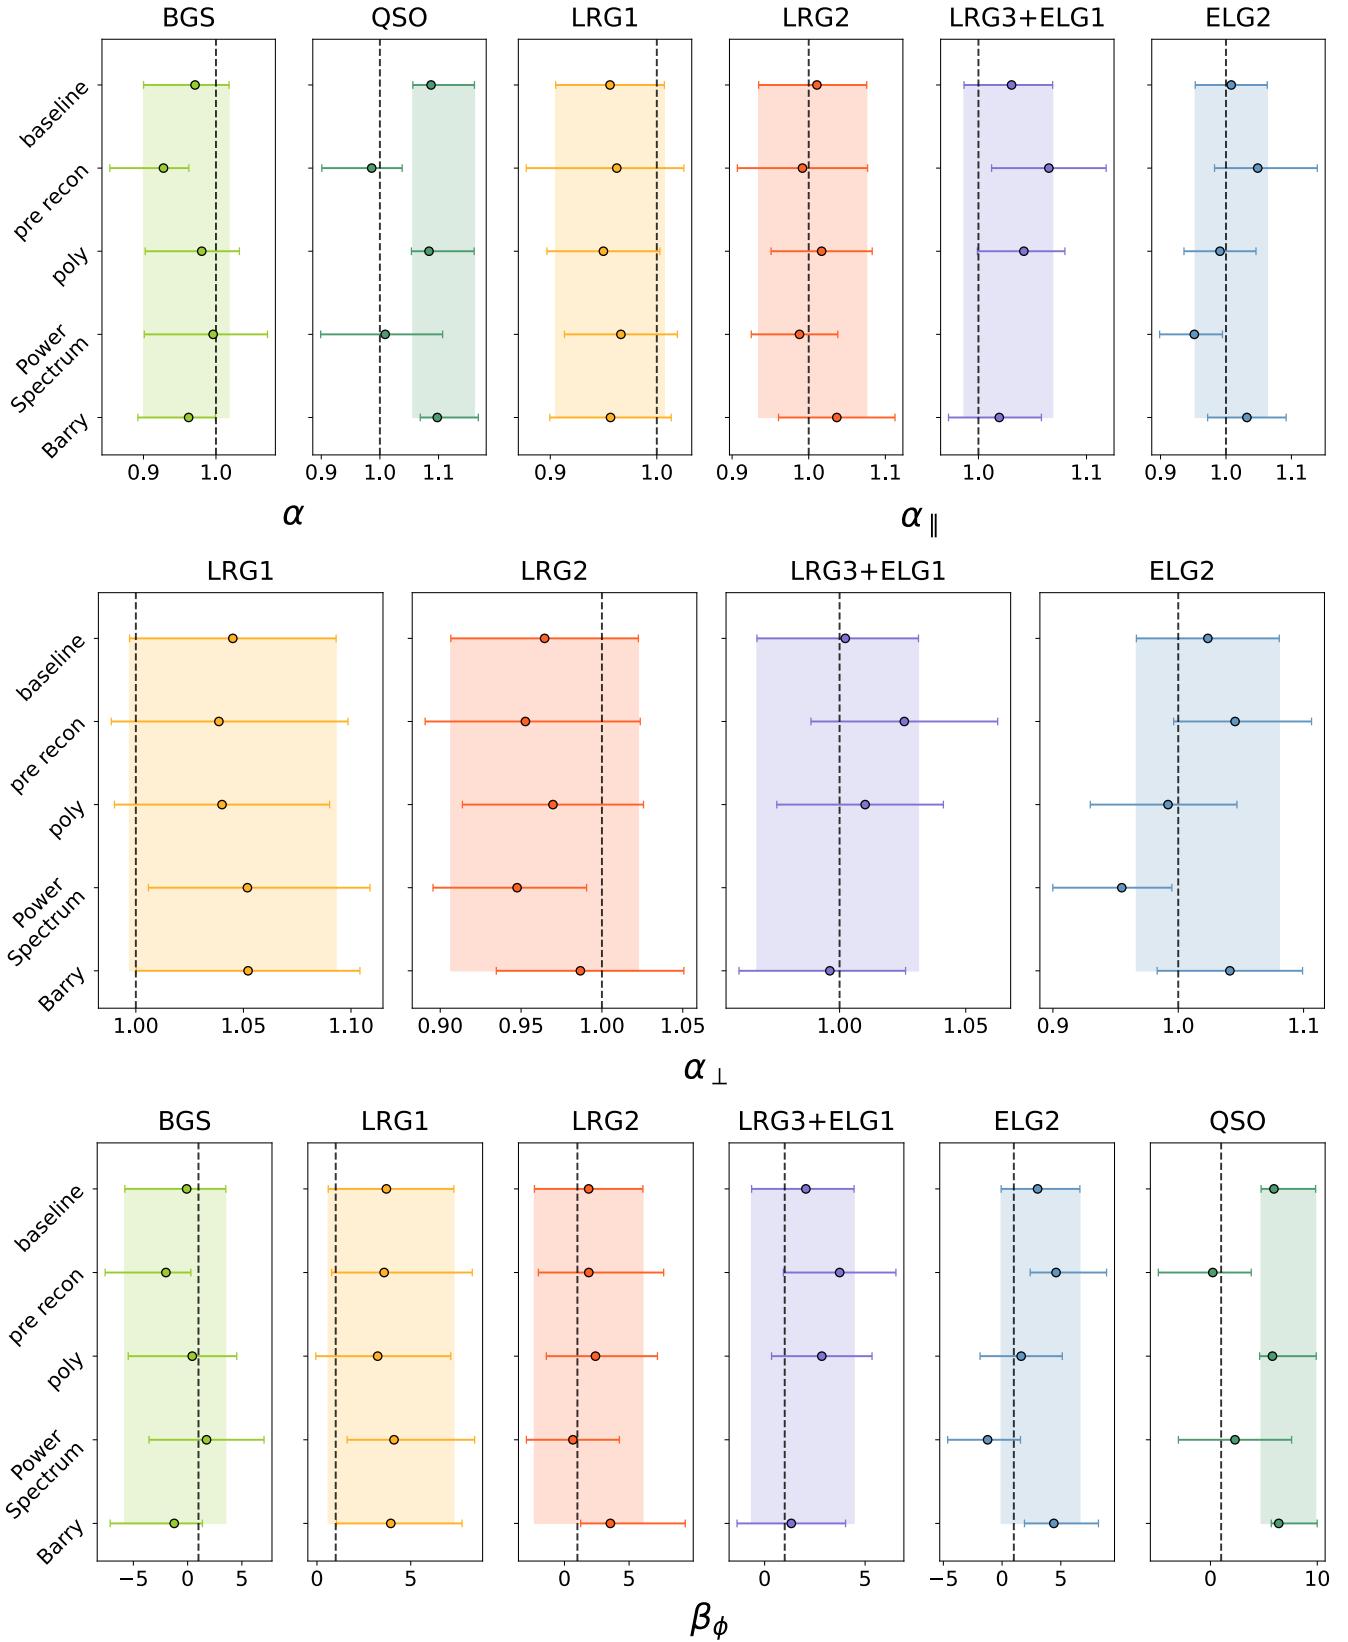 BGS QSO LRG1 LRG2 LRG3+ELG1 ELG2
baseline
pre recon
poly
Power
Spectrum
Barry
0.9 1.0 0.9 1.0 1.1 0.9 1.0 0.9 1.0 1.1 1.0 1.1 0.9 1.0 1.1
α α∥
LRG1 LRG2 LRG3+ELG1 ELG2
baseline
pre recon
poly
Power
Spectrum
Barry
1.00 1.05 1.10 0.90 0.95 1.00 1.05 1.00 1.05 0.9 1.0 1.1
α⊥
BGS LRG1 LRG2 LRG3+ELG1 ELG2 QSO
baseline
pre recon
poly
Power
Spectrum
Barry
−5 0 5 0 5 0 5 0 5 −5 0 5 0 10
βϕ